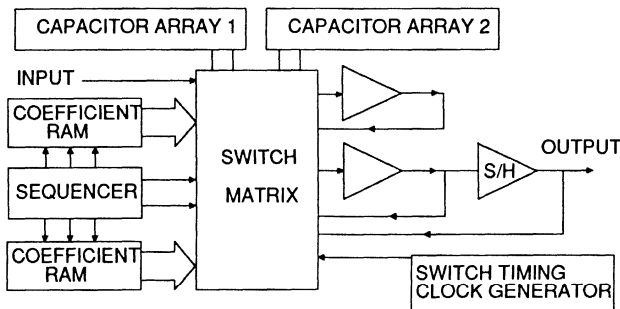 CAPACITOR ARRAY 1
CAPACITOR ARRAY 2
INPUT
COEFFICIENT
RAM
SEQUENCER
COEFFICIENT
RAM
SWITCH
MATRIX
S/H
OUTPUT
SWITCH TIMING
CLOCK GENERATOR